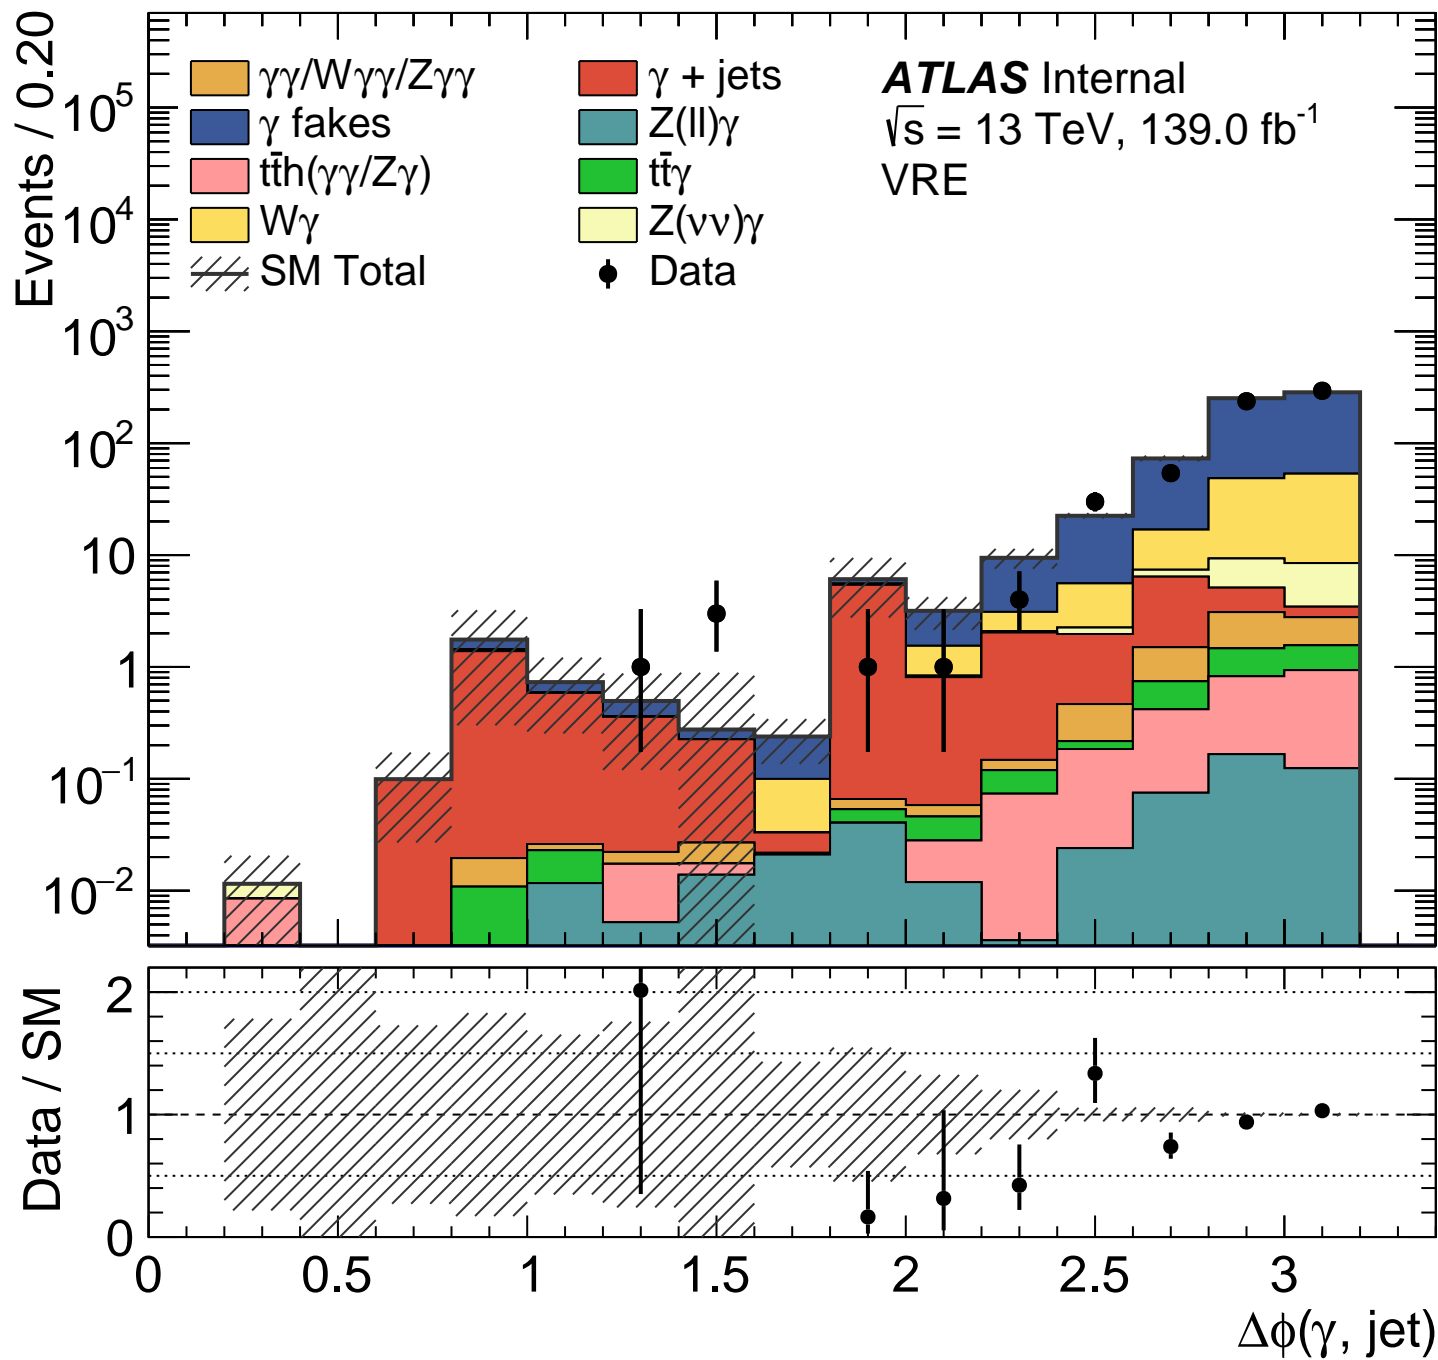 Events / 0.20
10⁵
10⁴
10³
10²
10
1
10⁻¹
10⁻²
γγ/Wγγ/Zγγ
γ fakes
tt̄h(γγ/Zγ)
Wγ
SM Total
γ + jets
Z(ll)γ
tt̄γ
Z(νν)γ
Data
ATLAS Internal
√s = 13 TeV, 139.0 fb⁻¹
VRE
Data / SM
2
1
0
0 0.5 1 1.5 2 2.5 3
Δϕ(γ, jet)